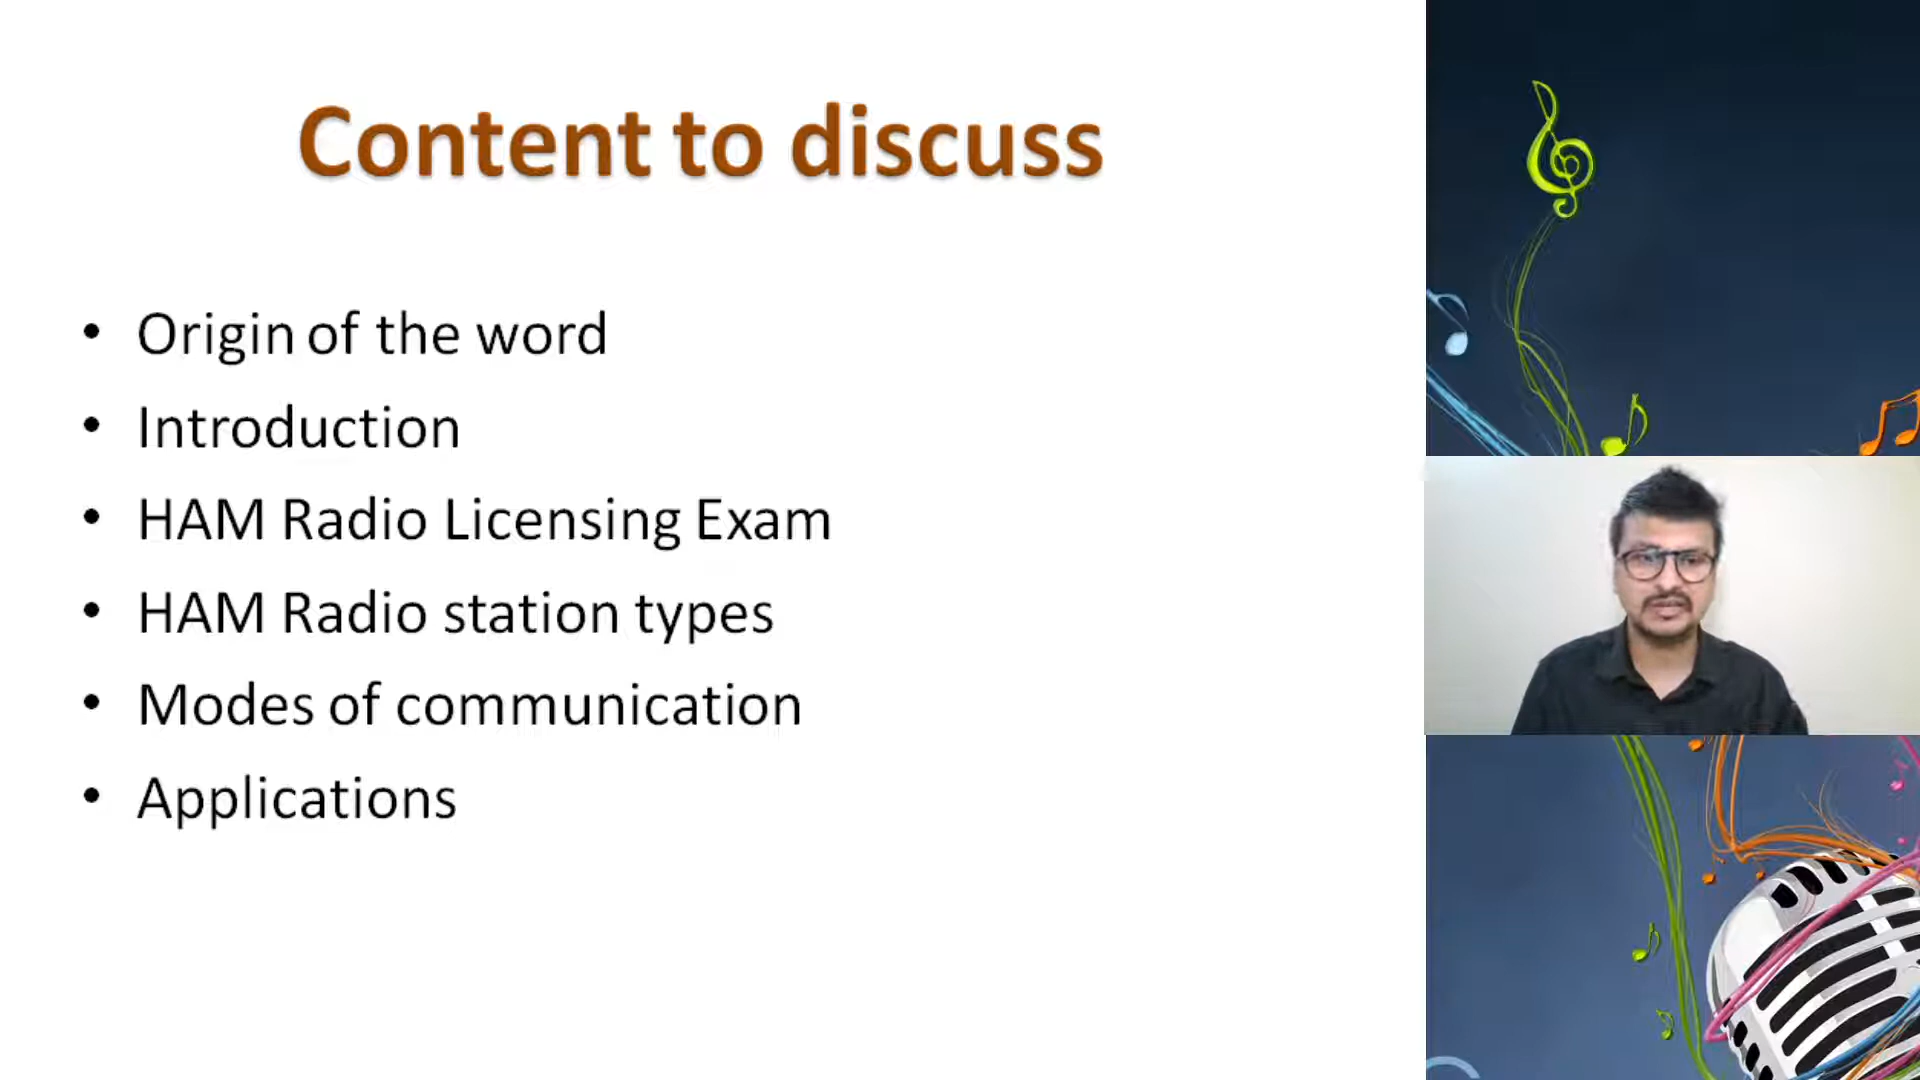 Content to discuss
• Origin of the word
• Introduction
• HAM Radio Licensing Exam
• HAM Radio station types
• Modes of communication
• Applications